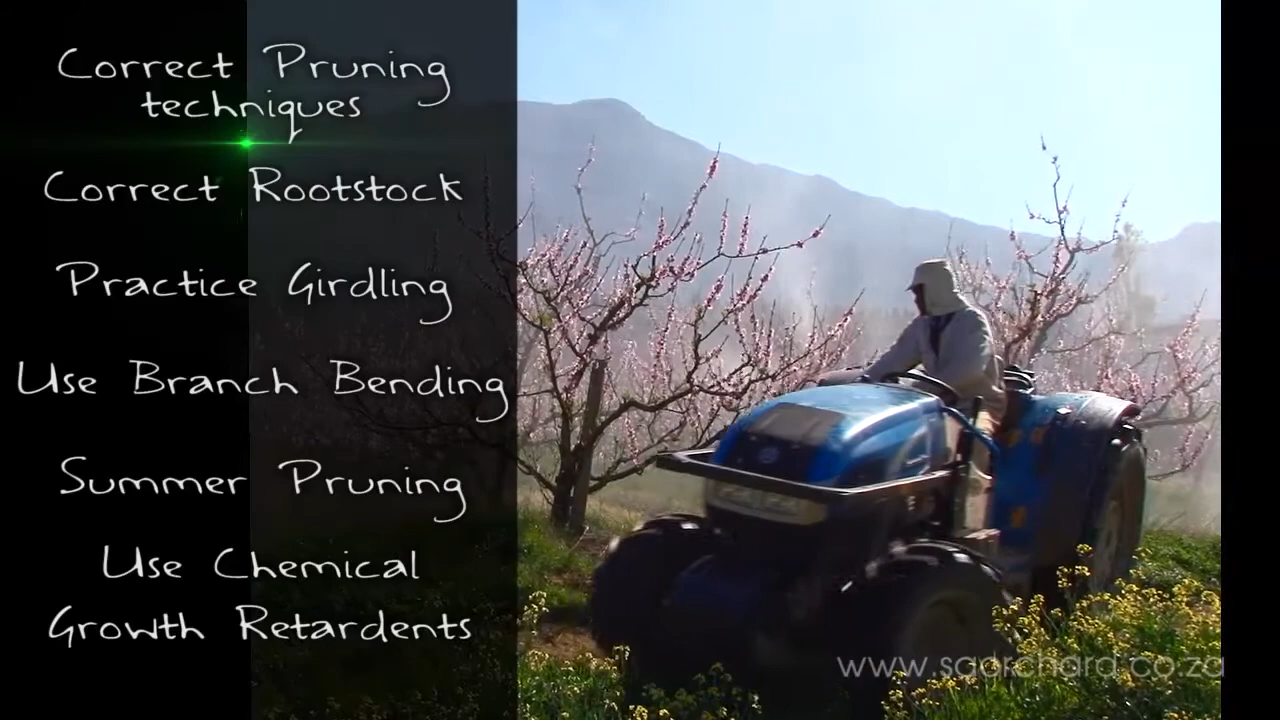 Correct Pruning
techniques
Correct Rootstock
Practice Girdling
Use Branch Bending
Summer Pruning
Use Chemical
Growth Retardents
www.saorchard.co.za